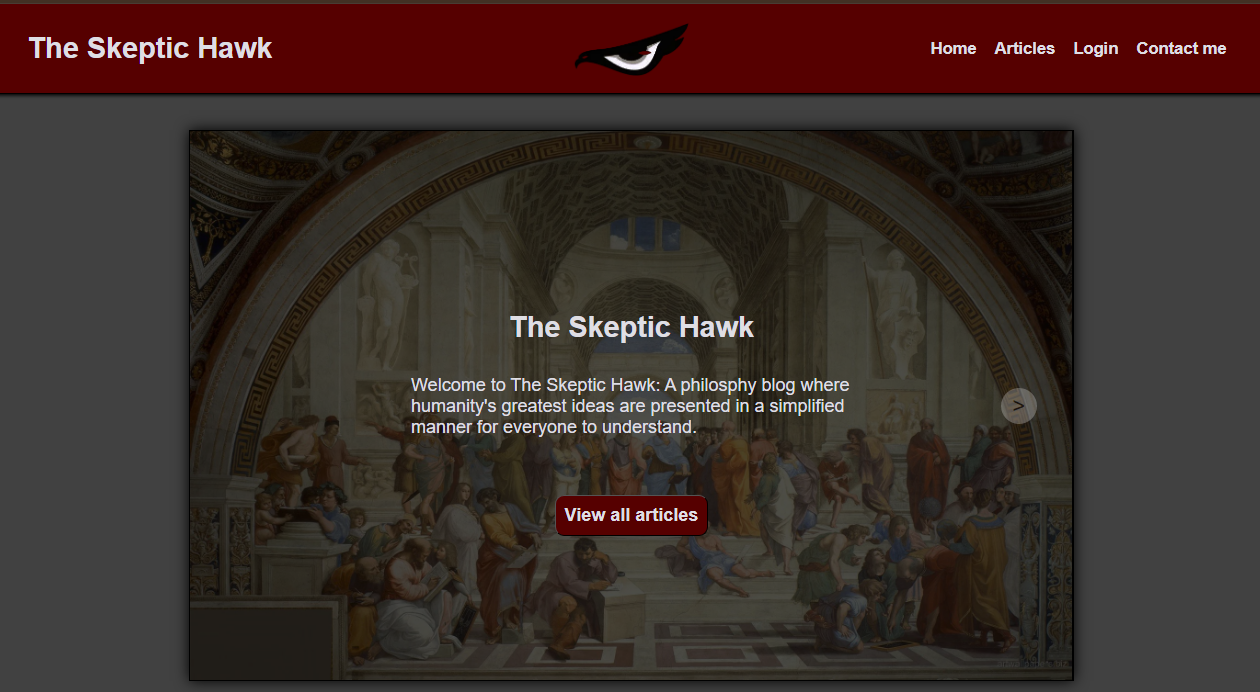 The Skeptic Hawk
Home Articles Login Contact me
The Skeptic Hawk
Welcome to The Skeptic Hawk: A philosphy blog where
humanity's greatest ideas are presented in a simplified
manner for everyone to understand.
>
View all articles